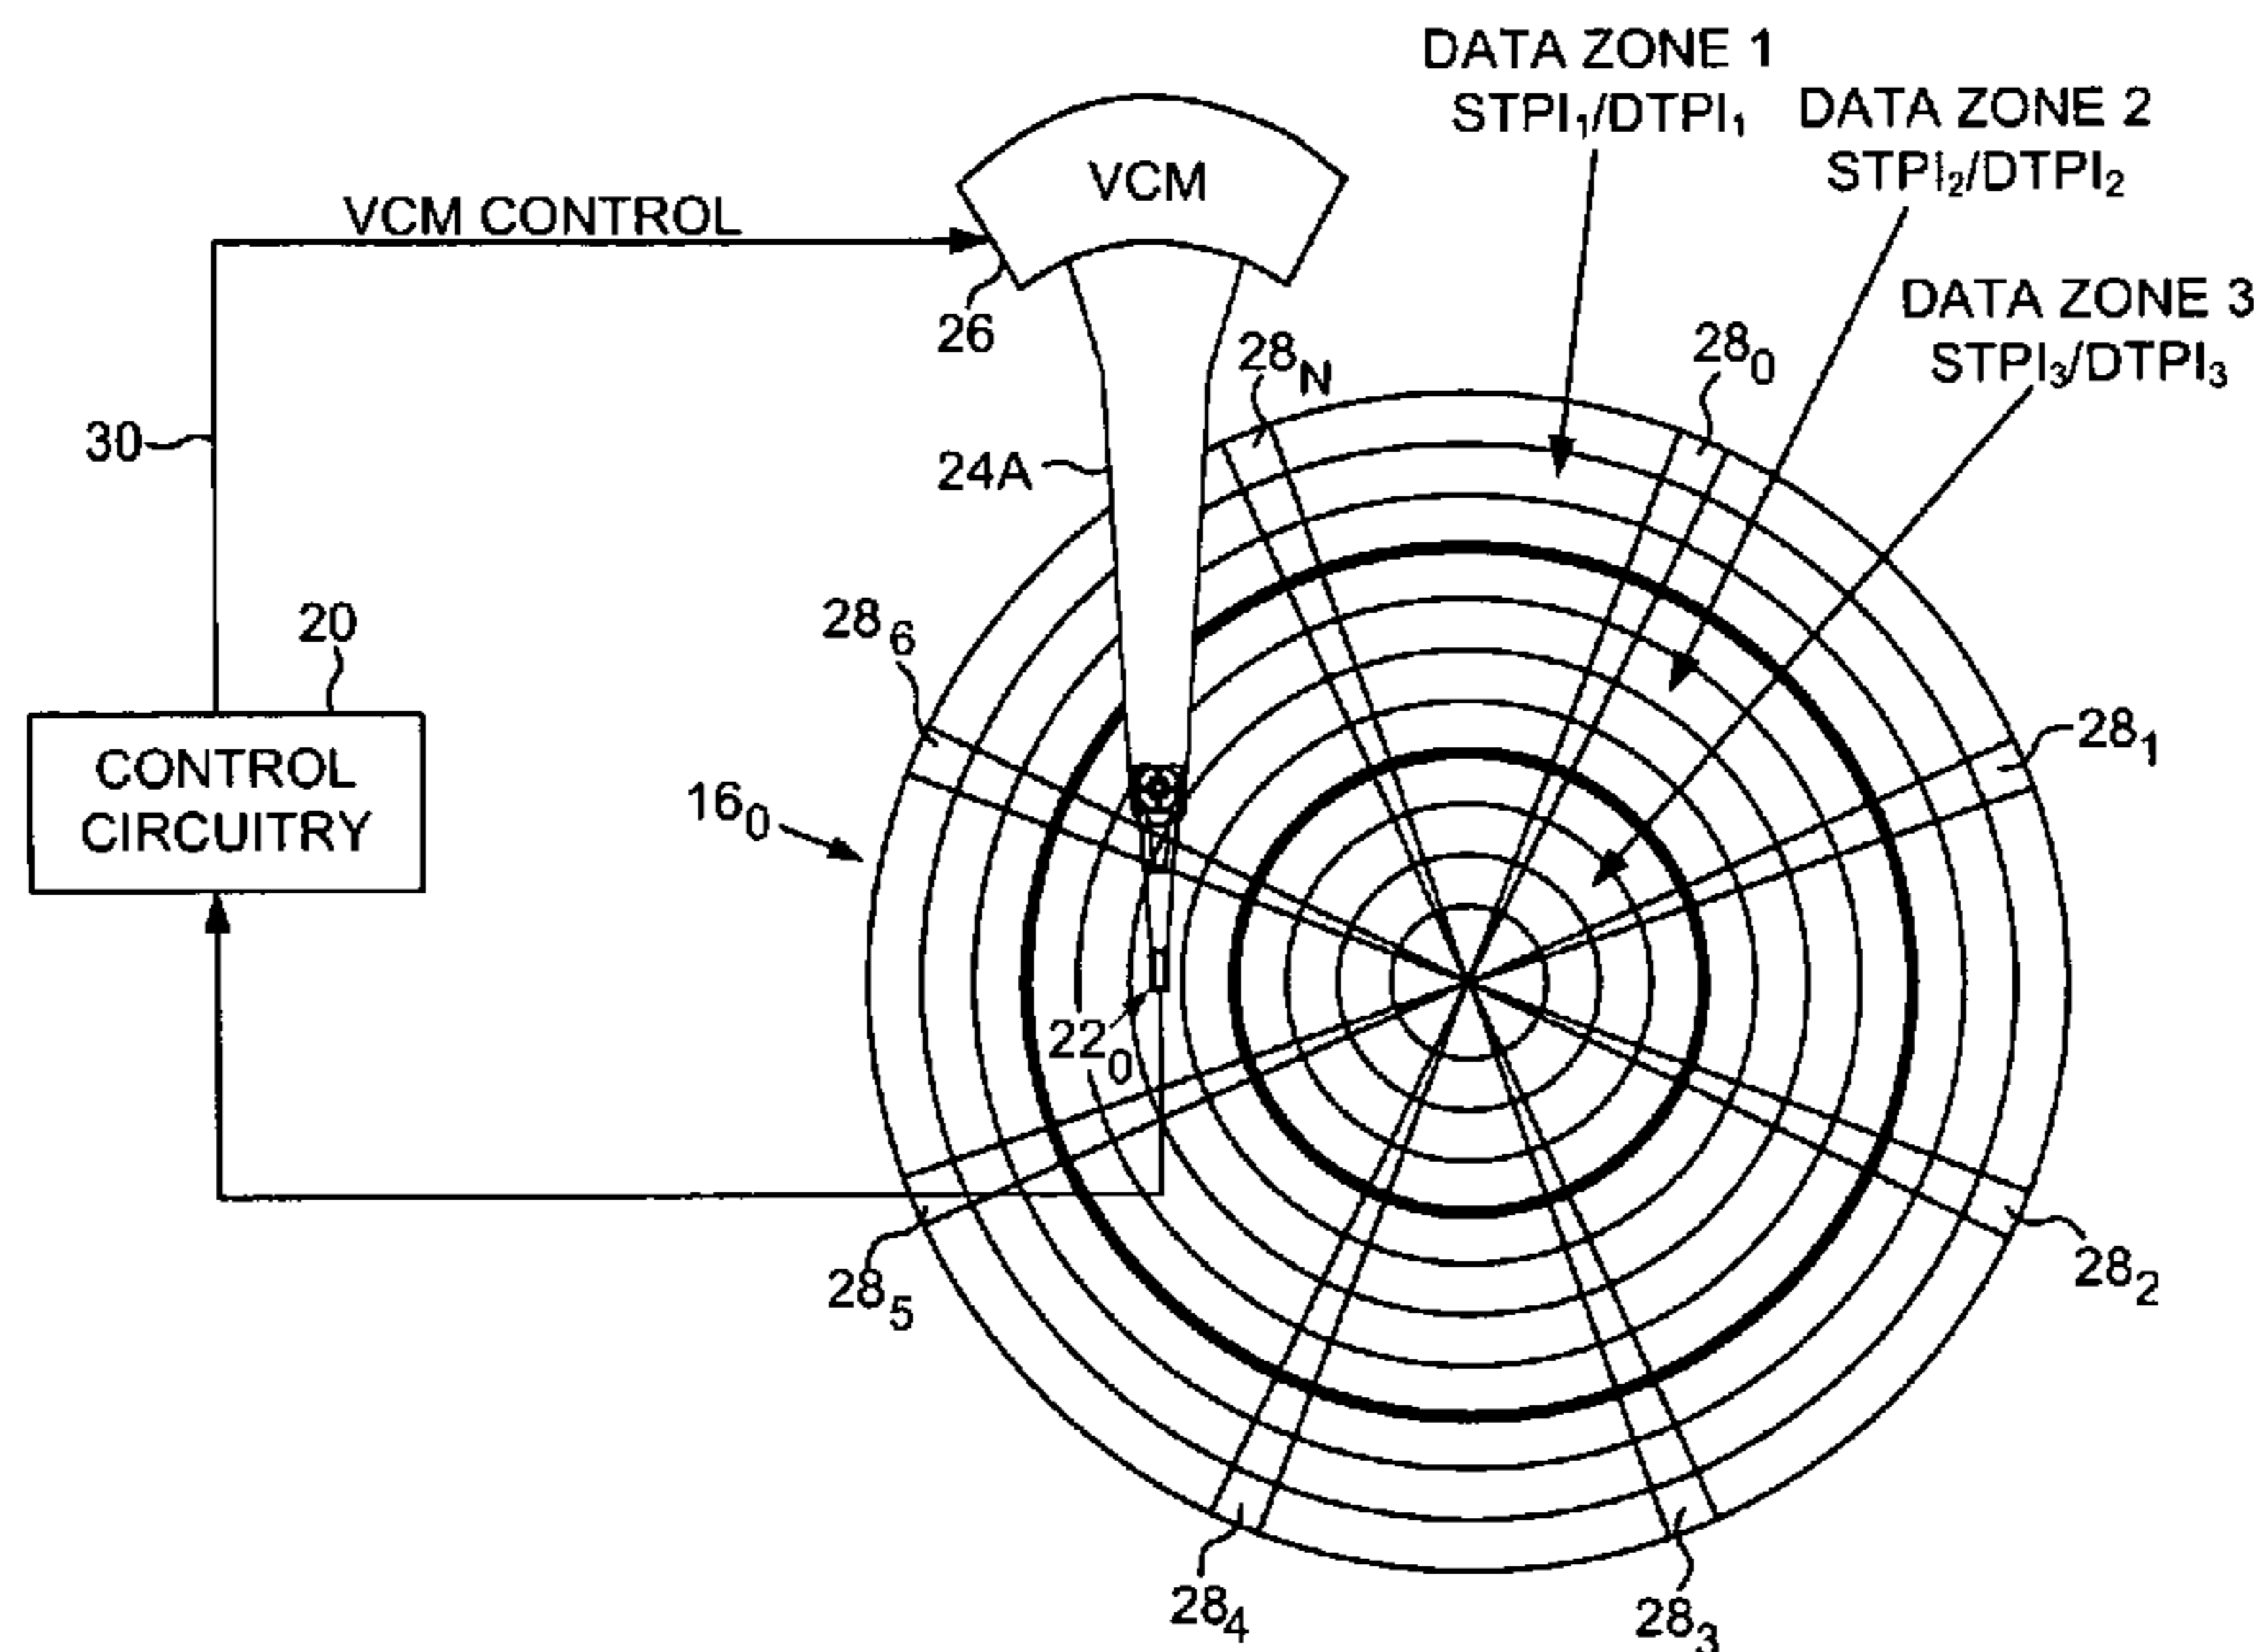 DATA ZONE 1
STPI₁/DTPI₁
DATA ZONE 2
STPI₂/DTPI₂
DATA ZONE 3
STPI₃/DTPI₃
VCM
VCM CONTROL
26
28N
28₀
30
24A
20
28₆
CONTROL
CIRCUITRY
16₀
28₁
22₀
28₅
28₂
28₄
28₃